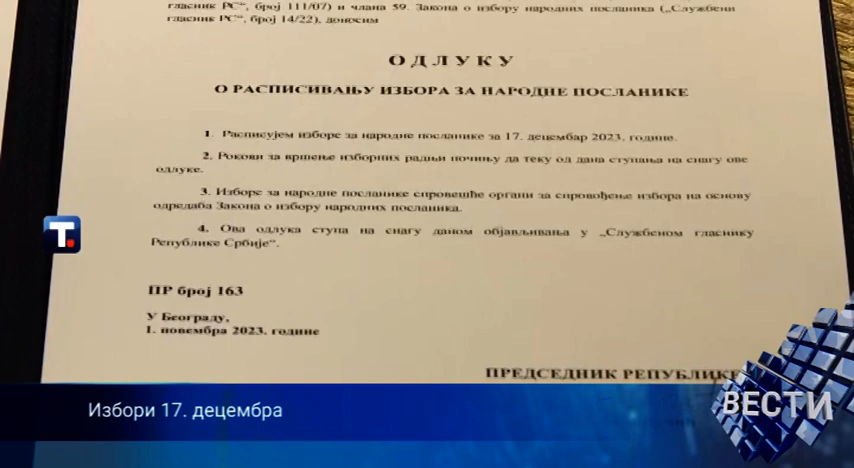 гласник РС“, број 111/07) и члана 59. Закона о избору народних посланика („Службени
гласник РС“, број 14/22), доносим
ОДЛУКУ
О РАСПИСИВАЊУ ИЗБОРА ЗА НАРОДНЕ ПОСЛАНИКЕ
1. Расписујем изборе за народне посланике за 17. децембар 2023. године.
2. Рокови за вршење изборних радњи почињу да теку од дана ступања на снагу ове
одлуке.
3. Изборе за народне посланике спровешће органи за спровођење избора на основу
одредаба Закона о избору народних посланика.
4. Ова одлука ступа на снагу даном објављивања у „Службеном гласнику
Републике Србије“.
ПР број 163
У Београду,
1. новембра 2023. године
ПРЕДСЕДНИК РЕПУБЛИКЕ
Т.
Избори 17. децембра
ВЕСТИ